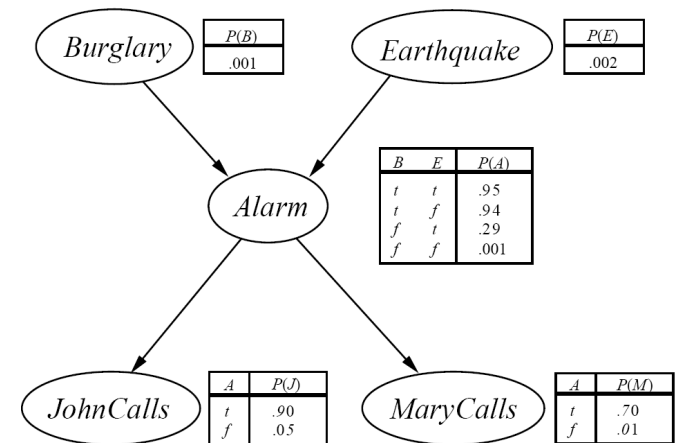 Burglary
P(B)
.001
Earthquake
P(E)
.002
Alarm
B E P(A)
t t .95
t f .94
f t .29
f f .001
JohnCalls
A P(J)
t .90
f .05
MaryCalls
A P(M)
t .70
f .01